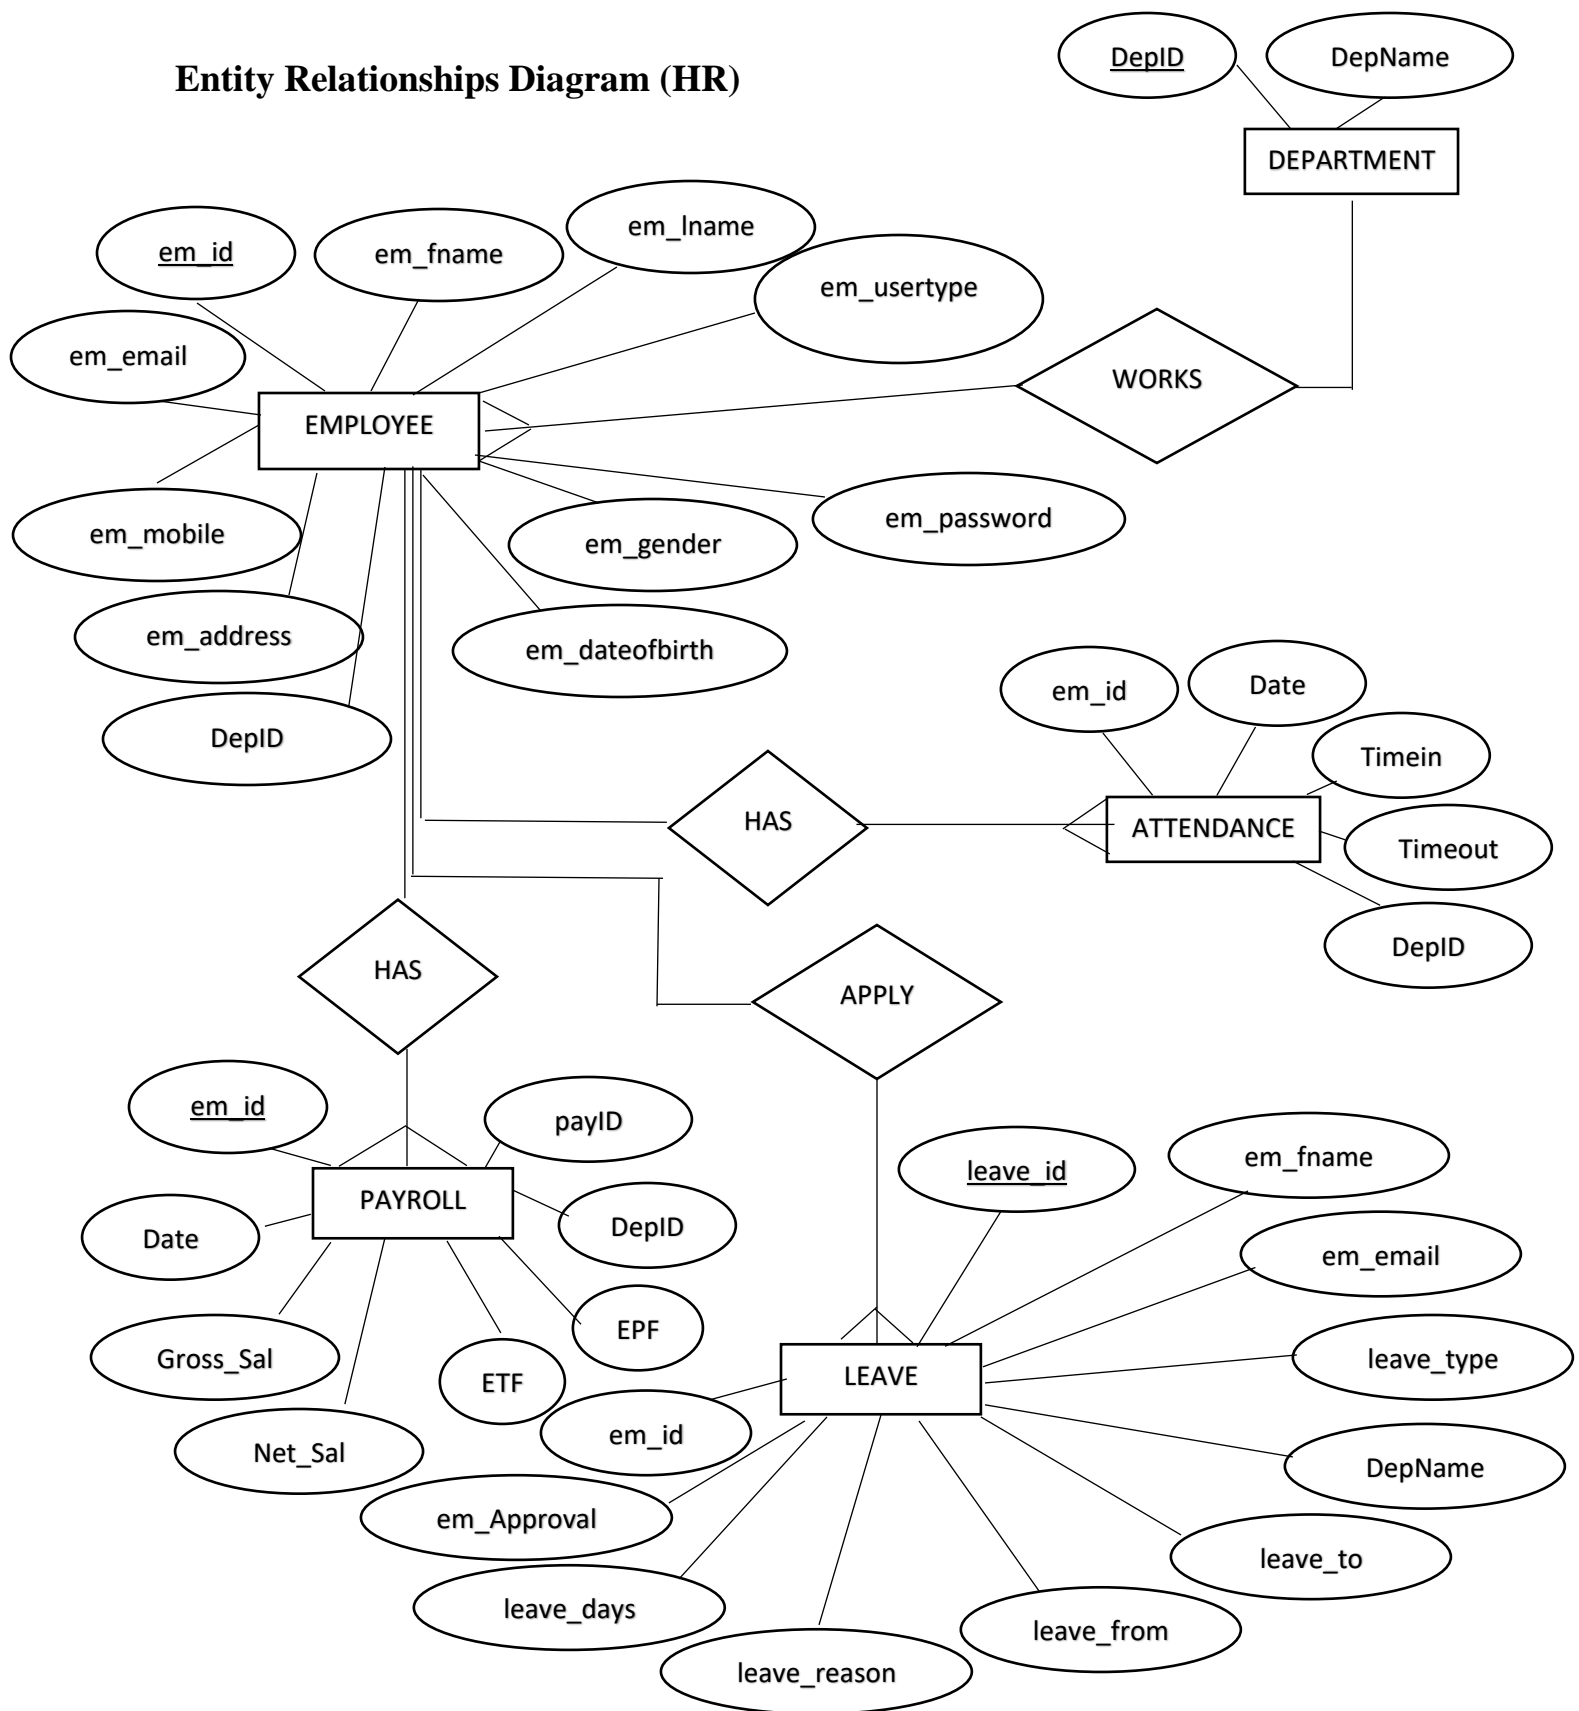 DepID
DepName
Entity Relationships Diagram (HR)
DEPARTMENT
em_id
em_fname
em_lname
em_usertype
em_email
WORKS
EMPLOYEE
em_mobile
em_gender
em_password
em_address
em_dateofbirth
DepID
em_id
Date
Timein
HAS
ATTENDANCE
Timeout
DepID
HAS
APPLY
em_id
payID
PAYROLL
Date
DepID
leave_id
em_fname
em_email
Gross_Sal
EPF
ETF
LEAVE
leave_type
Net_Sal
em_id
DepName
em_Approval
leave_to
leave_days
leave_from
leave_reason